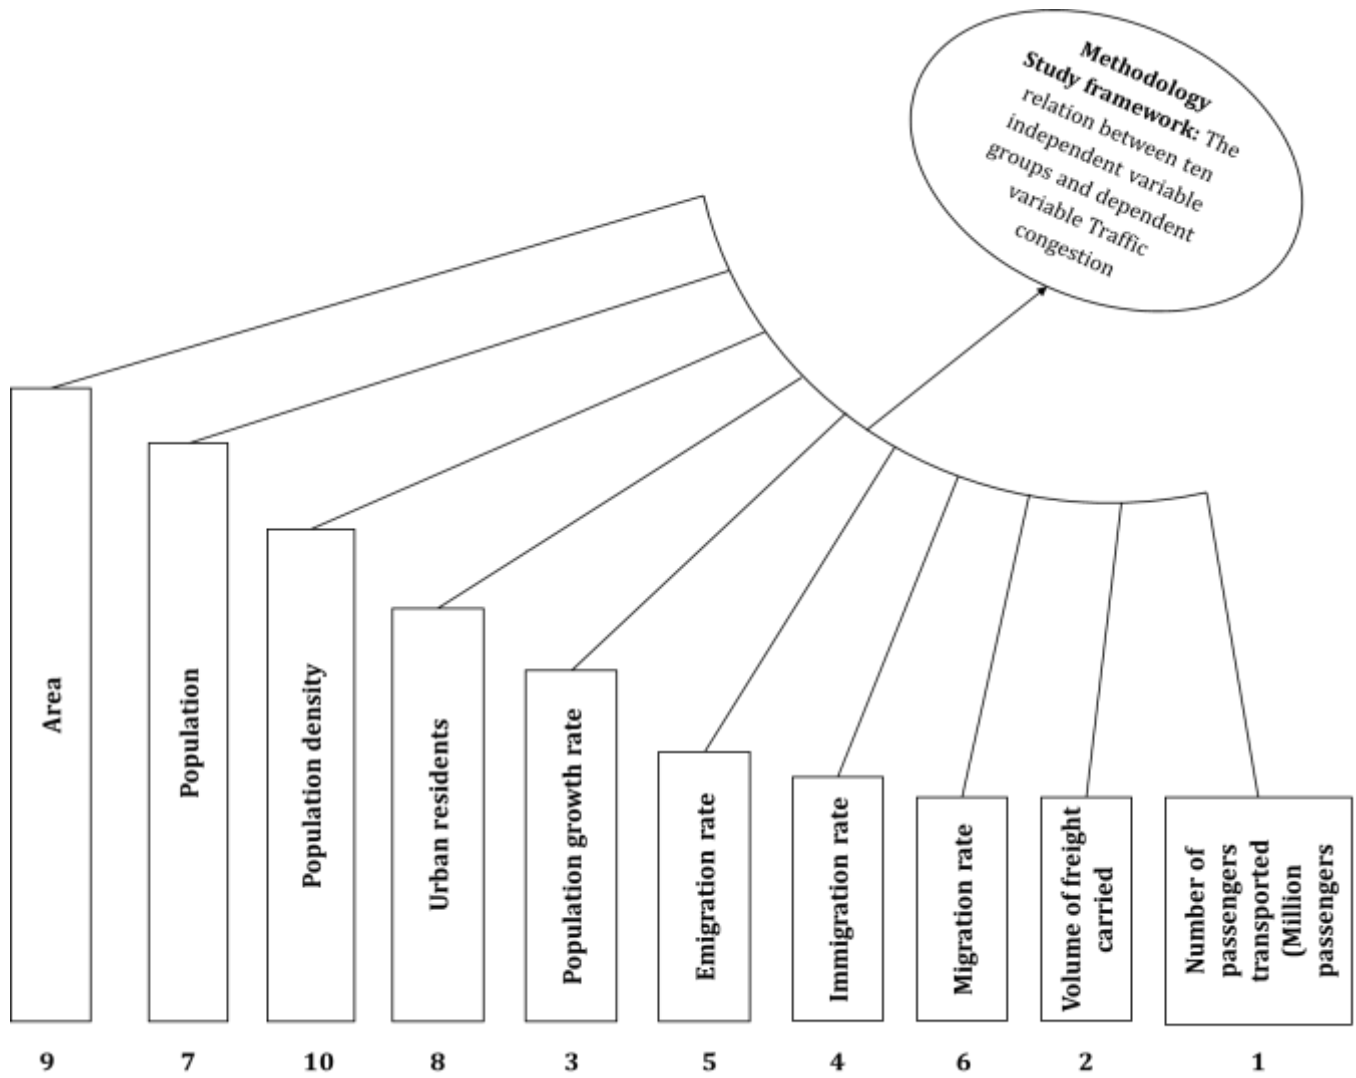 Methodology
Study framework: The
relation between ten
independent variable
groups and dependent
variable Traffic
congestion
Area
Population
Population density
Urban residents
Population growth rate
Emigration rate
Immigration rate
Migration rate
Volume of freight
carried
Number of
passengers
transported
(Million
passengers
9
7
10
8
3
5
4
6
2
1